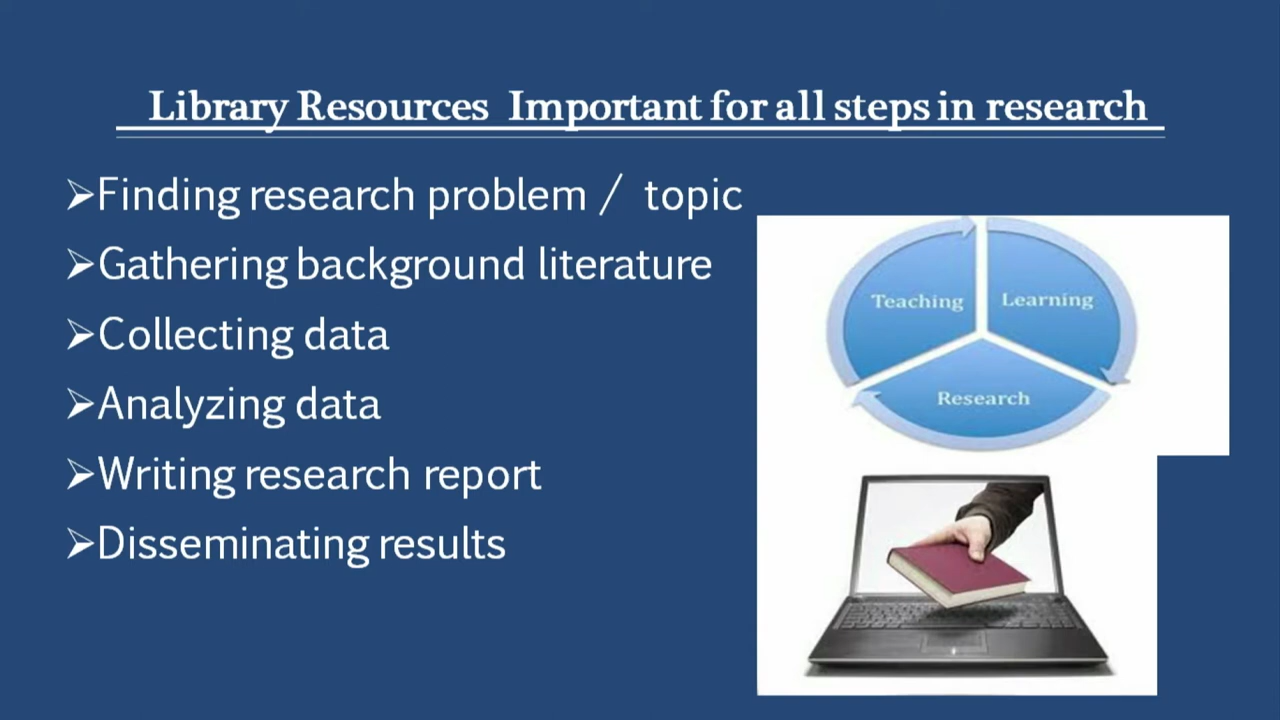 Library Resources Important for all steps in research
➢Finding research problem / topic
➢Gathering background literature
➢Collecting data
➢Analyzing data
➢Writing research report
➢Disseminating results
Teaching
Learning
Research